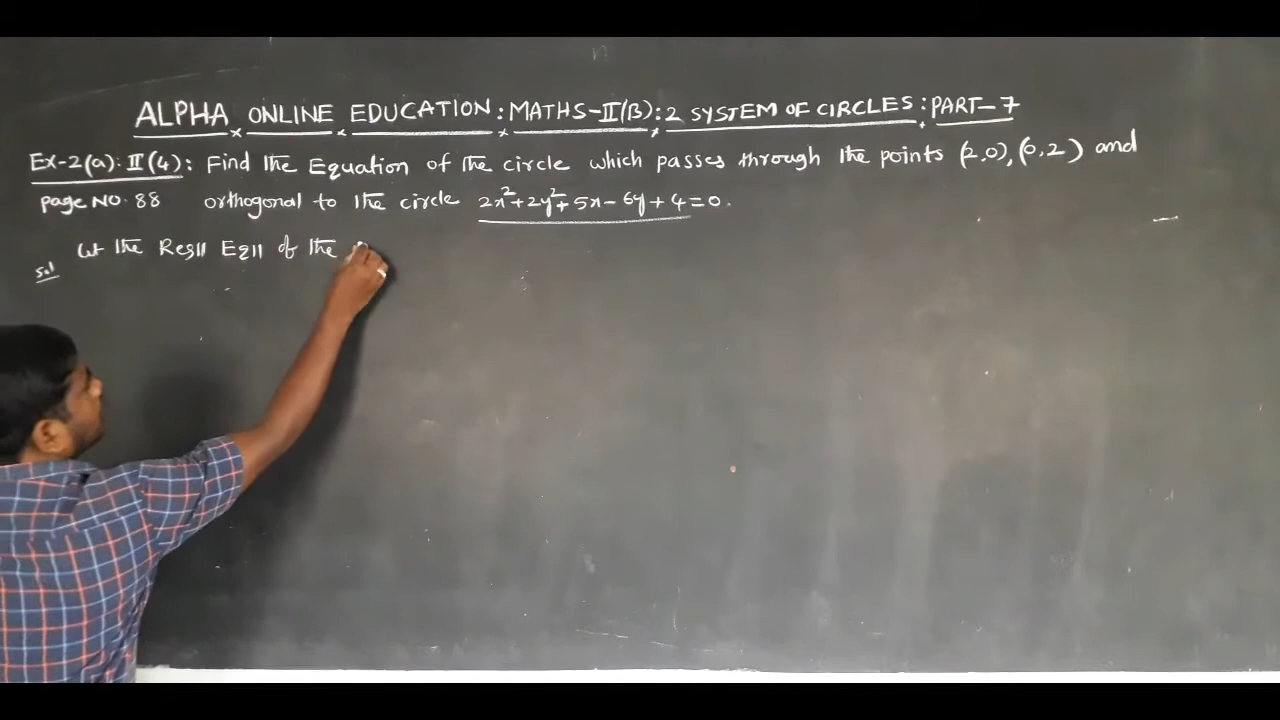 ALPHA ONLINE EDUCATION : MATHS-II(B) : 2 SYSTEM OF CIRCLES : PART-7
Ex-2(a): II(4): Find the Equation of the circle which passes through the points (2,0), (0,2) and
page NO. 88 orthogonal to the circle 2x²+2y²+5x-6y+4=0.
Sol Let the Reqll Eqll of the